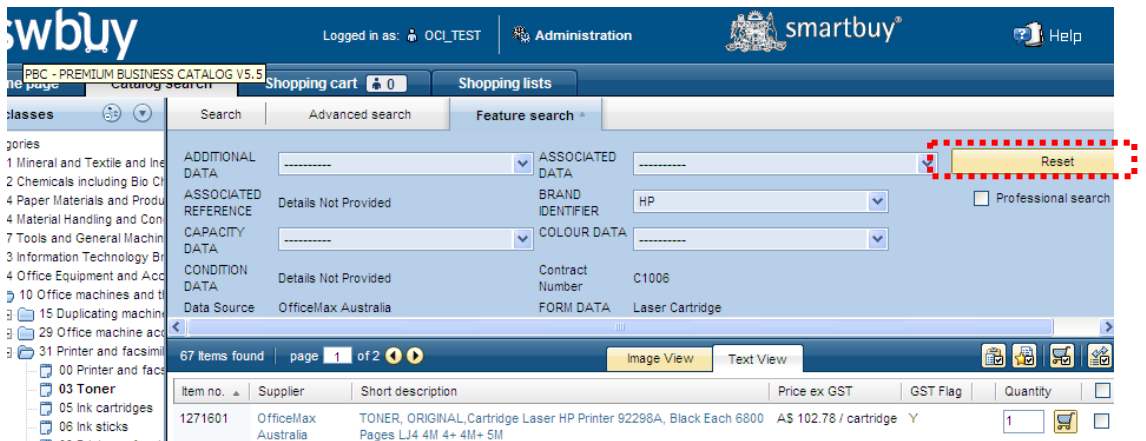 swbuy
Logged in as: OCI_TEST
Administration
smartbuy®
Help
PBC - PREMIUM BUSINESS CATALOG V5.5
me page
Catalog search
Shopping cart 0
Shopping lists
classes
Search
Advanced search
Feature search
gories
1 Mineral and Textile and Ine
2 Chemicals including Bio Ch
4 Paper Materials and Produ
4 Material Handling and Con
7 Tools and General Machin
3 Information Technology Br
4 Office Equipment and Acc
10 Office machines and th
15 Duplicating machine
29 Office machine acc
31 Printer and facsimil
00 Printer and facs
03 Toner
05 Ink cartridges
06 Ink sticks
ADDITIONAL DATA
----------
ASSOCIATED DATA
----------
Reset
ASSOCIATED REFERENCE
Details Not Provided
BRAND IDENTIFIER
HP
Professional search
CAPACITY DATA
----------
COLOUR DATA
----------
CONDITION DATA
Details Not Provided
Contract Number
C1006
Data Source
OfficeMax Australia
FORM DATA
Laser Cartridge
67 Items found
page 1 of 2
Image View
Text View
Item no.
Supplier
Short description
Price ex GST
GST Flag
Quantity
1271601
OfficeMax Australia
TONER, ORIGINAL,Cartridge Laser HP Printer 92298A, Black Each 6800
Pages LJ4 4M 4+ 4M+ 5M
A$ 102.78 / cartridge
Y
1